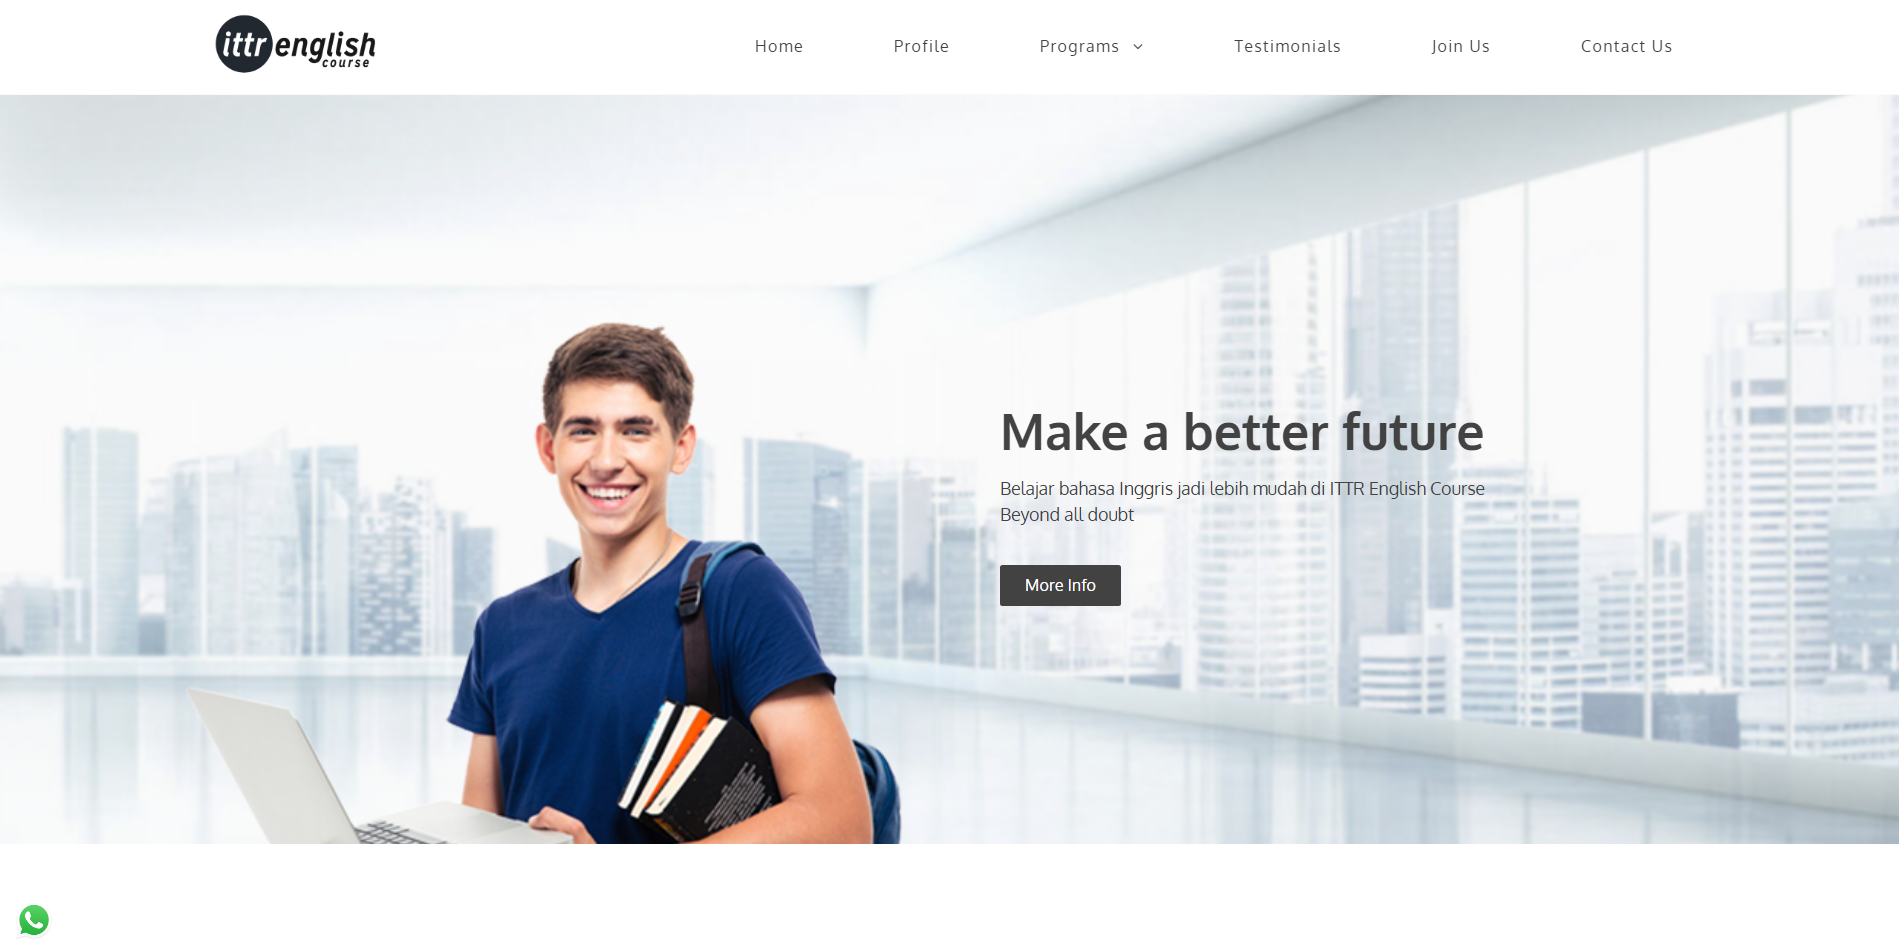 ittr english
course
Home
Profile
Programs
Testimonials
Join Us
Contact Us
Make a better future
Belajar bahasa Inggris jadi lebih mudah di ITTR English Course
Beyond all doubt
More Info